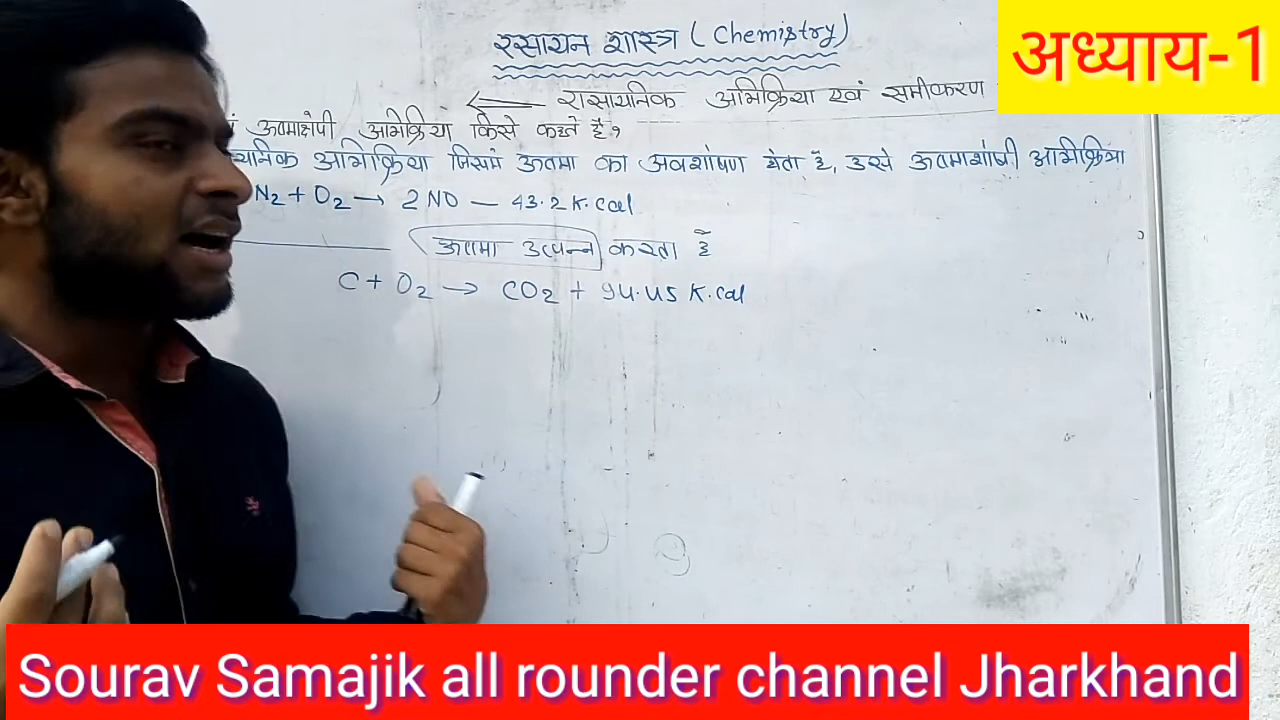 रसायन शास्त्र ( Chemistry )
अध्याय-1
रासायनिक अभिक्रिया एवं समीकरण
ऊष्माक्षेपी अभिक्रिया किसे कहते है?
अभिक्रिया जिसमें ऊष्मा का अवशोषण होता है, उसे ऊष्माशोषी अभिक्रिया
N₂ + O₂ → 2 NO — 43.2 K.Cal
ऊष्मा उत्पन्न करता है
C + O₂ → CO₂ + 94.45 K.Cal
Sourav Samajik all rounder channel Jharkhand